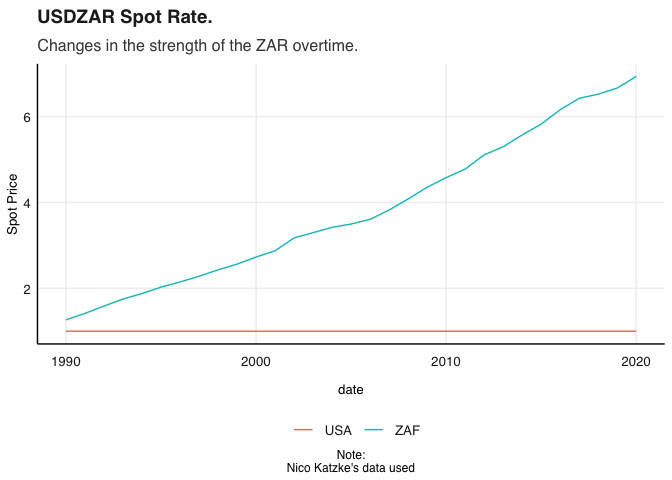 USDZAR Spot Rate.
Changes in the strength of the ZAR overtime.
Spot Price
6
4
2
1990 2000 2010 2020
date
USA ZAF
Note:
Nico Katzke's data used